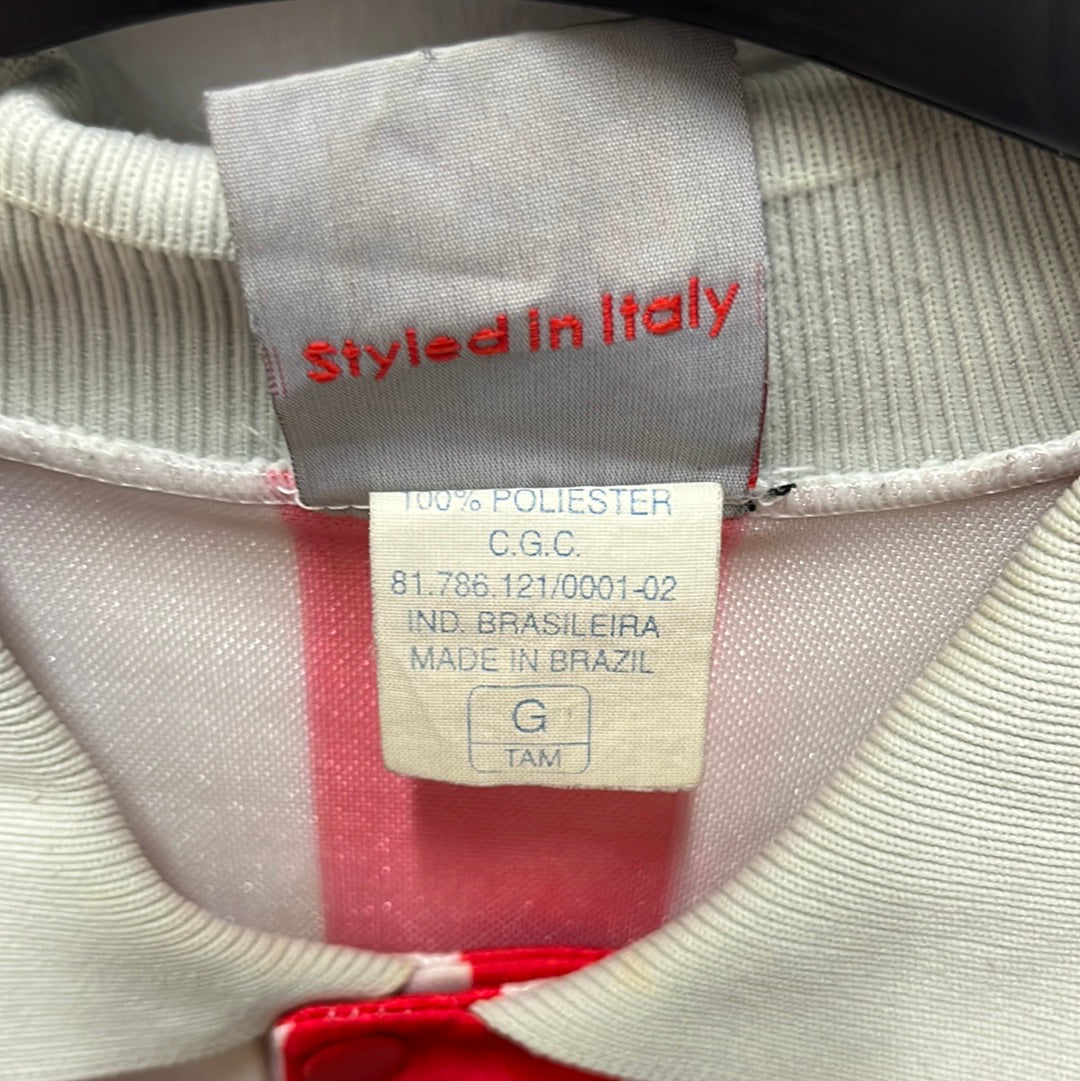 Styled in Italy
100% POLIESTER
C.G.C.
81.786.121/0001-02
IND. BRASILEIRA
MADE IN BRAZIL
G
TAM